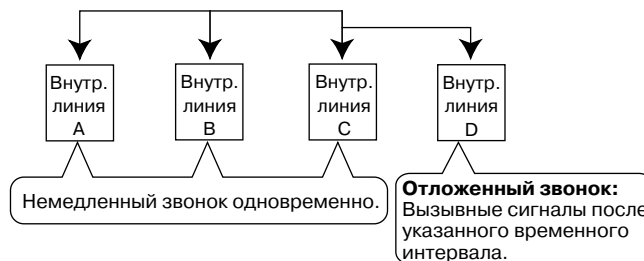 Внутр. линия A
Внутр. линия B
Внутр. линия C
Внутр. линия D
Немедленный звонок одновременно.
Отложенный звонок:
Вызывные сигналы после
указанного временного
интервала.